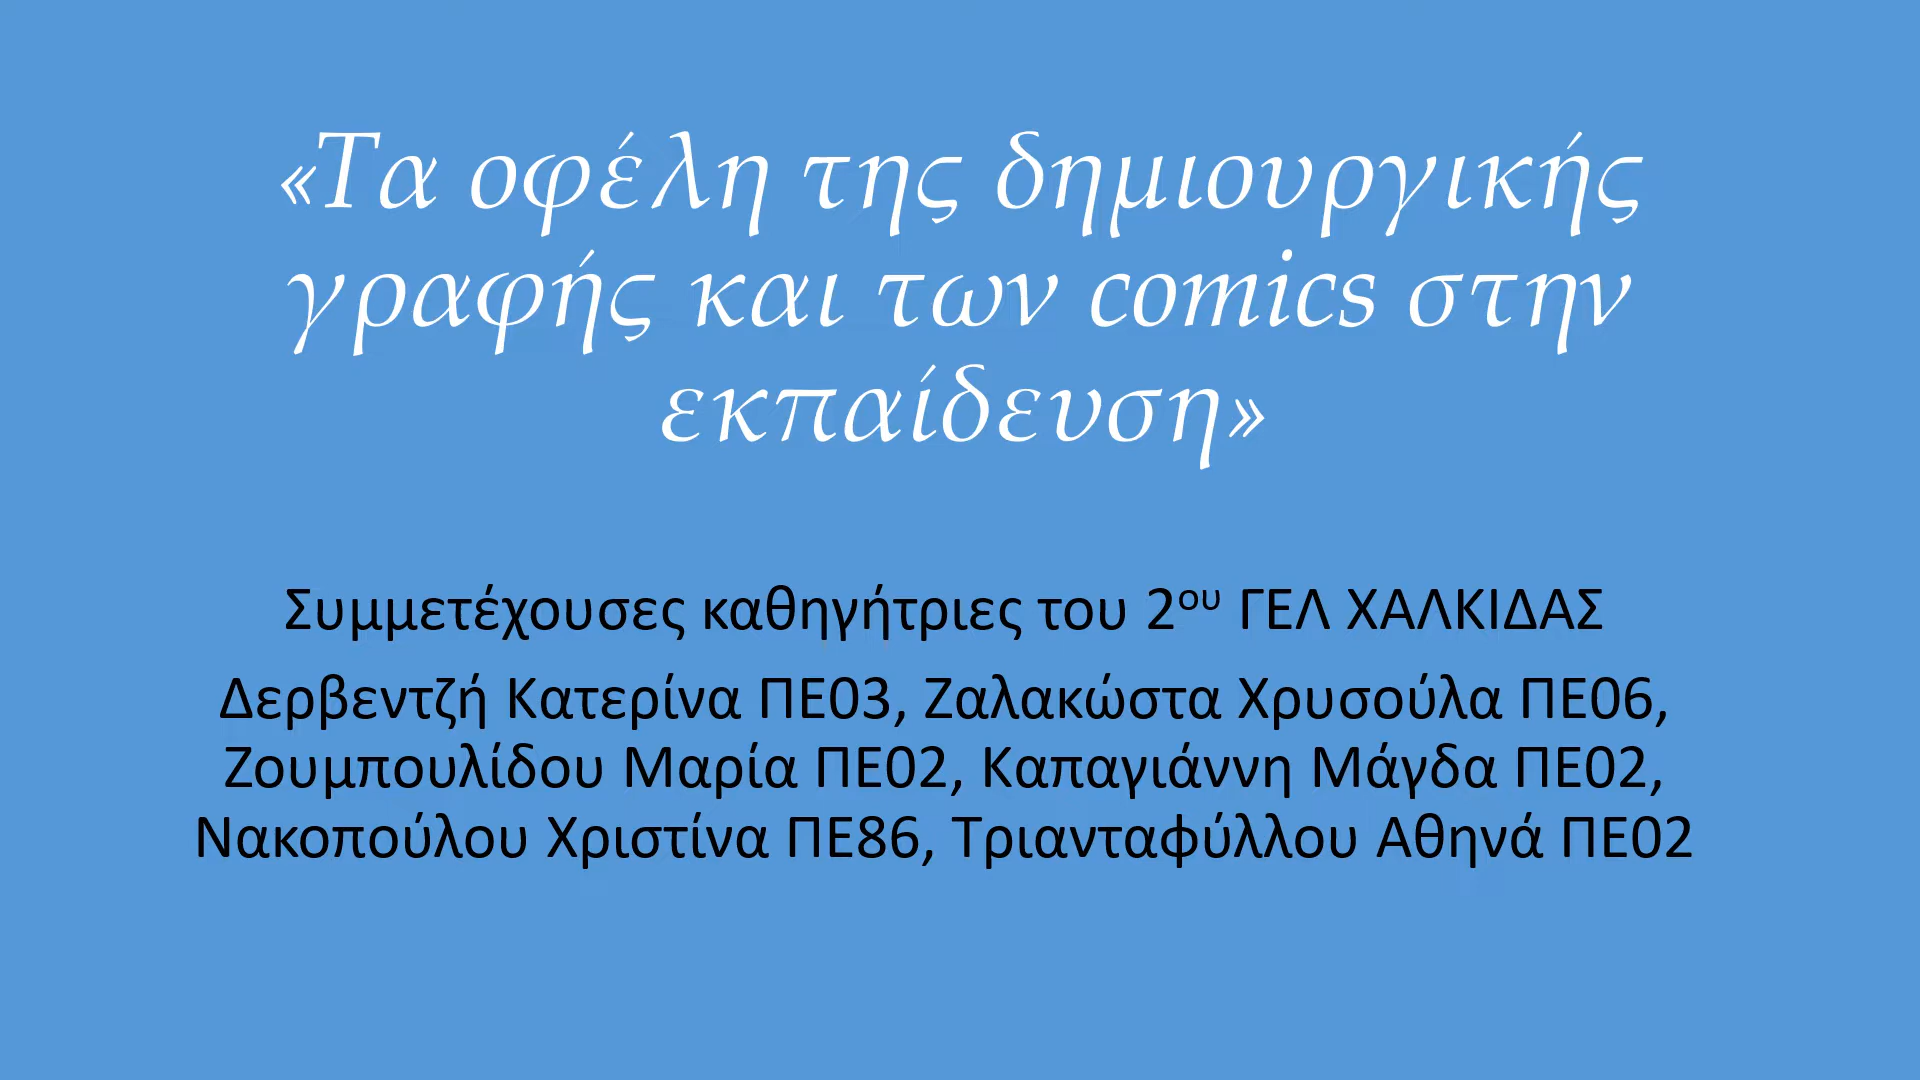 «Τα οφέλη της δημιουργικής
γραφής και των comics στην
εκπαίδευση»
Συμμετέχουσες καθηγήτριες του 2ου ΓΕΛ ΧΑΛΚΙΔΑΣ
Δερβεντζή Κατερίνα ΠΕ03, Ζαλακώστα Χρυσούλα ΠΕ06,
Ζουμπουλίδου Μαρία ΠΕ02, Καπαγιάννη Μάγδα ΠΕ02,
Νακοπούλου Χριστίνα ΠΕ86, Τριανταφύλλου Αθηνά ΠΕ02